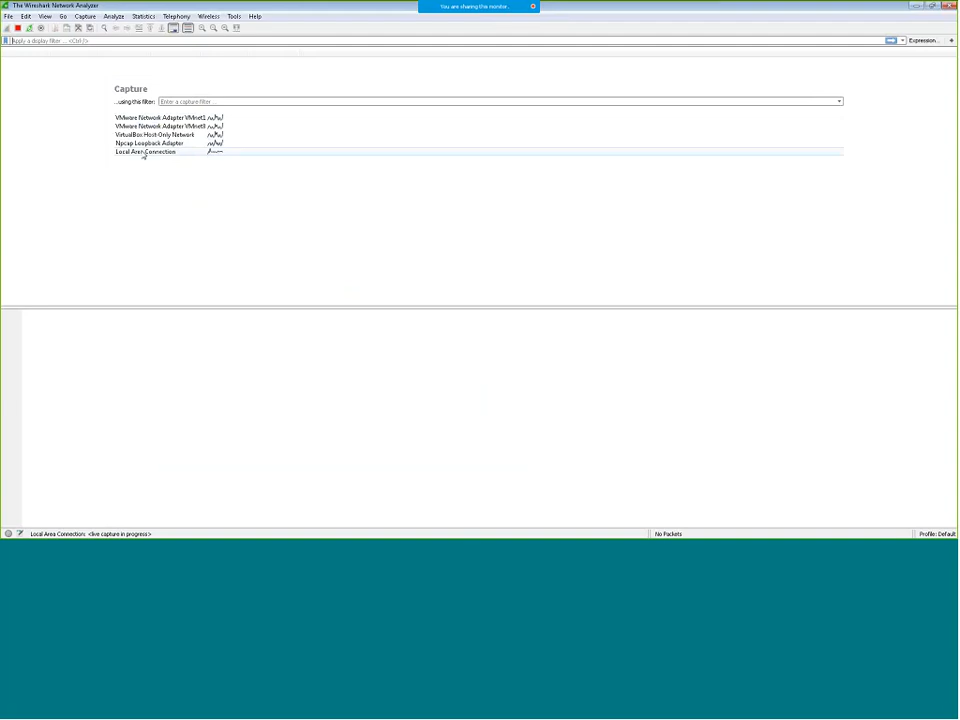 The Wireshark Network Analyzer
You are sharing this monitor.
File Edit View Go Capture Analyze Statistics Telephony Wireless Tools Help
Apply a display filter ... <Ctrl-/>
Expression... +
Capture
...using this filter: Enter a capture filter ...
VMware Network Adapter VMnet1
VMware Network Adapter VMnet8
VirtualBox Host-Only Network
Npcap Loopback Adapter
Local Area Connection
Local Area Connection: <live capture in progress>
No Packets
Profile: Default